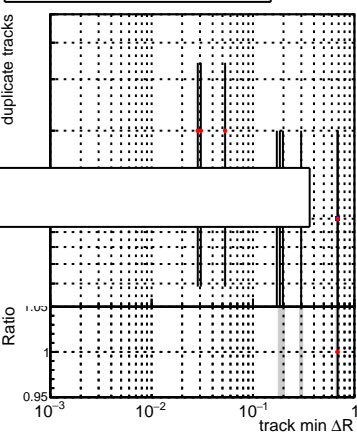 duplicate tracks
1.05
Ratio
1
0.95
10⁻³ 10⁻² 10⁻¹ 1
track min ΔR